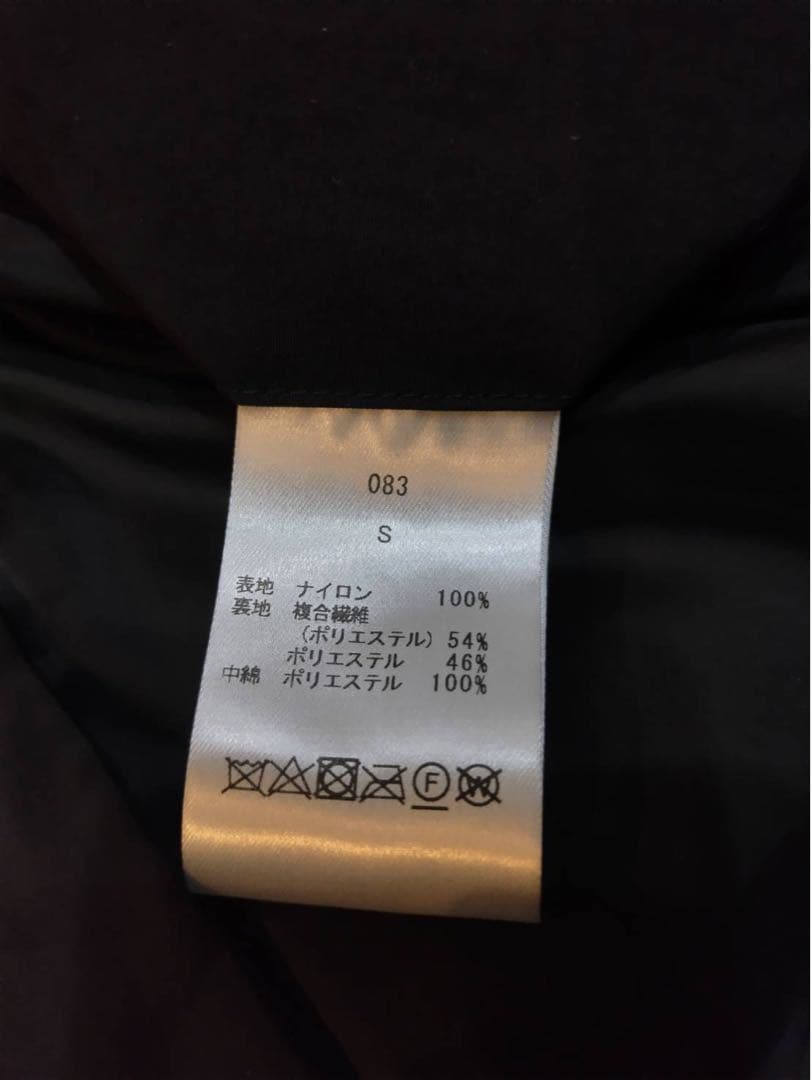 083
S
表地 ナイロン 100%
裏地 複合繊維
(ポリエステル) 54%
ポリエステル 46%
中綿 ポリエステル 100%
F W